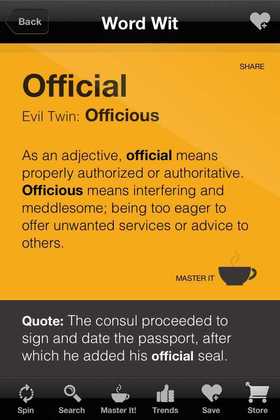 Back
Word Wit
SHARE
Official
Evil Twin: Officious
As an adjective, official means
properly authorized or authoritative.
Officious means interfering and
meddlesome; being too eager to
offer unwanted services or advice to
others.
MASTER IT
Quote: The consul proceeded to
sign and date the passport, after
which he added his official seal.
Spin Search Master It! Trends Save Store